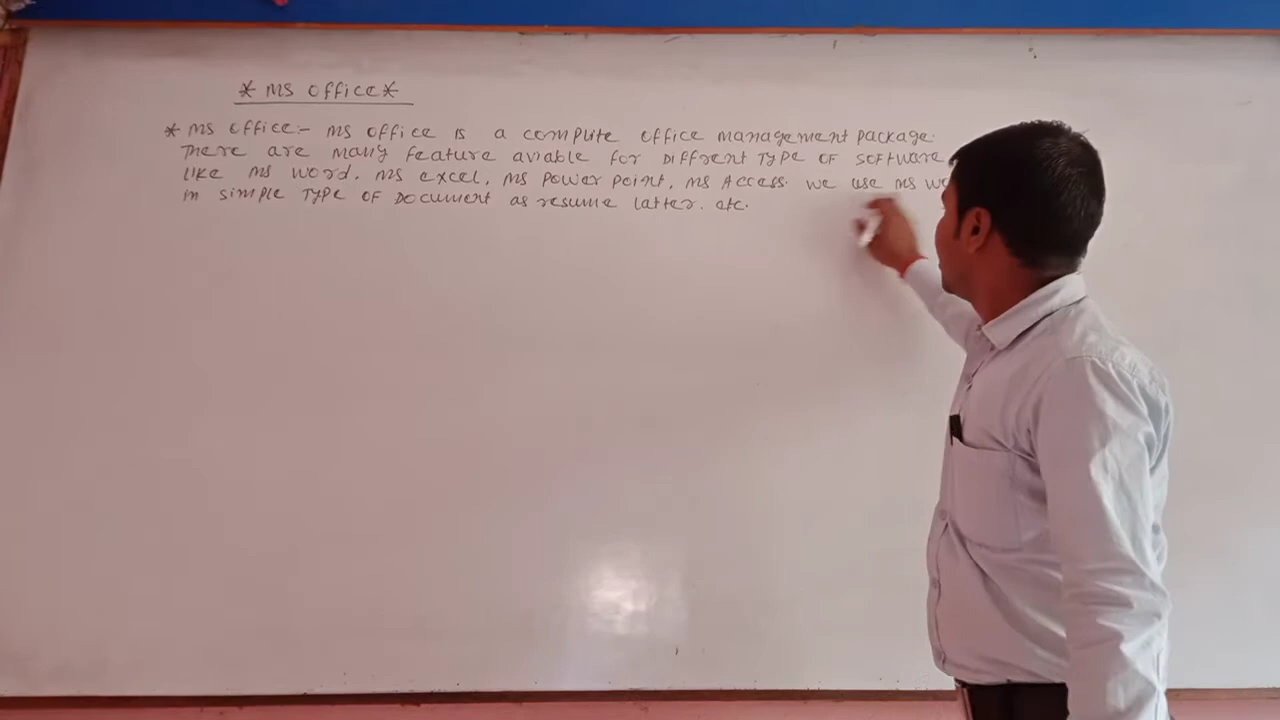 * MS OFFICE *
* MS OFFICE:- MS OFFICE IS a complite OFFICE management package.
There are many feature aviable for Diffrent Type OF SOFTWARE
LIKE MS WORD, MS excel, MS POWER POINT, MS Access. we use MS
in simple Type OF Document as resume latter. etc.